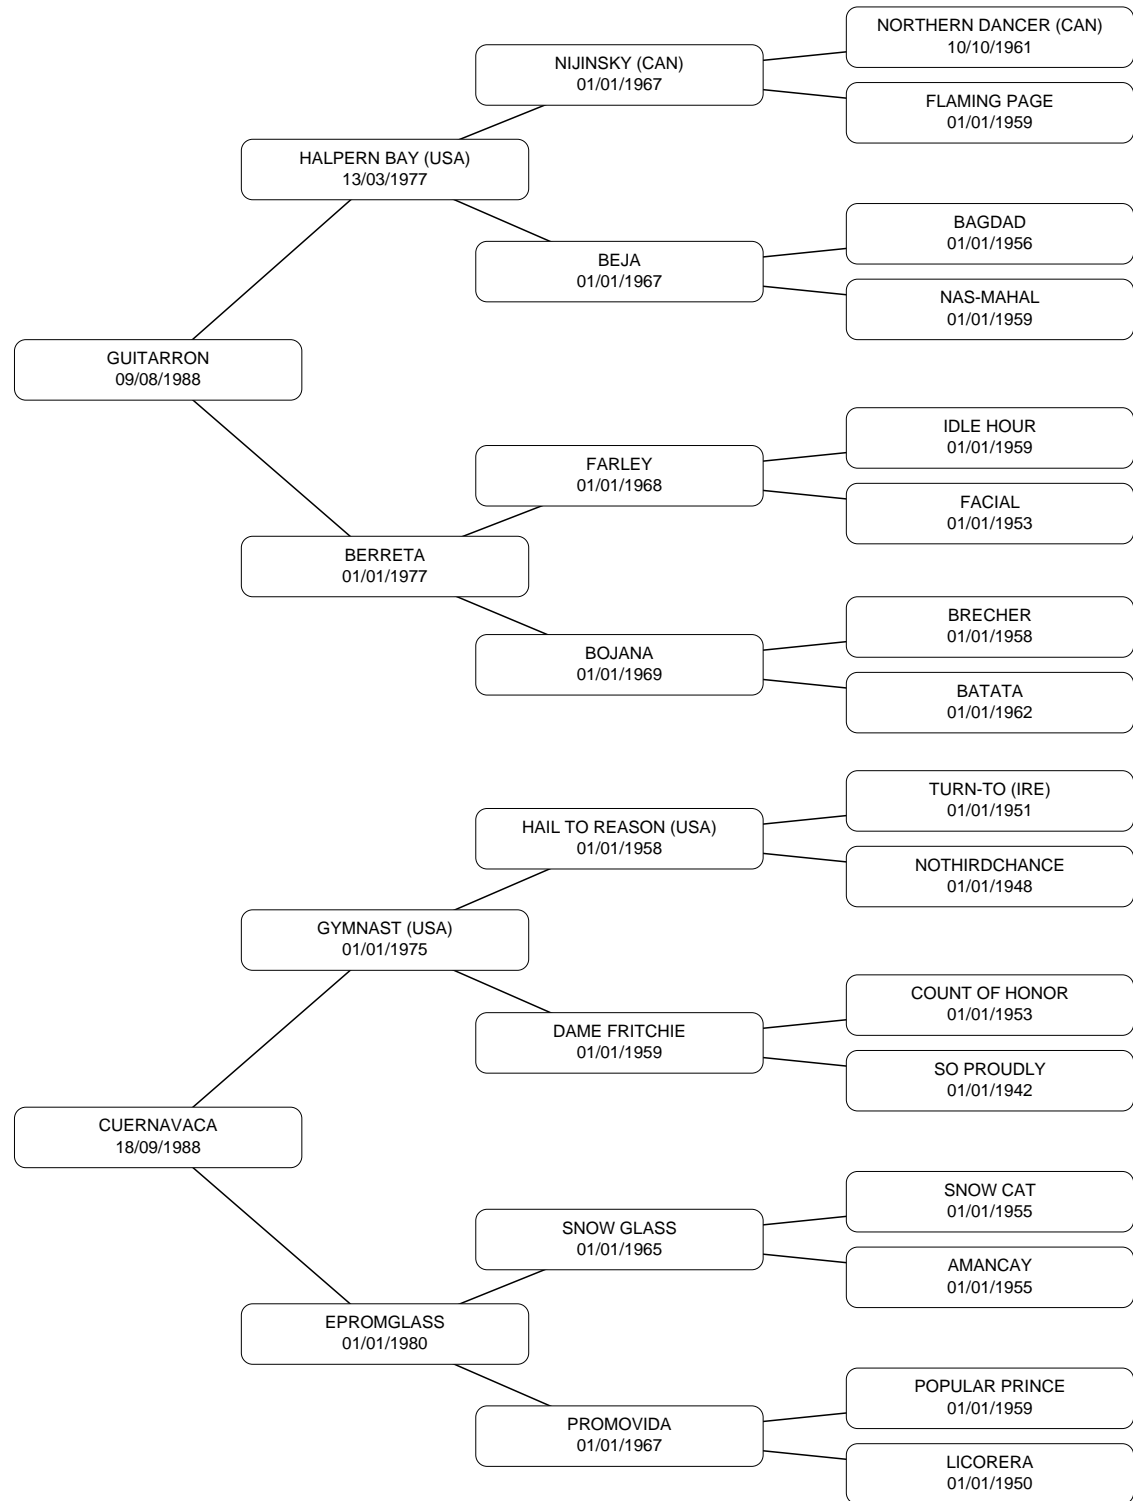 NORTHERN DANCER (CAN)
10/10/1961
NIJINSKY (CAN)
01/01/1967
FLAMING PAGE
01/01/1959
HALPERN BAY (USA)
13/03/1977
BAGDAD
01/01/1956
BEJA
01/01/1967
NAS-MAHAL
01/01/1959
GUITARRON
09/08/1988
IDLE HOUR
01/01/1959
FARLEY
01/01/1968
FACIAL
01/01/1953
BERRETA
01/01/1977
BRECHER
01/01/1958
BOJANA
01/01/1969
BATATA
01/01/1962
TURN-TO (IRE)
01/01/1951
HAIL TO REASON (USA)
01/01/1958
NOTHIRDCHANCE
01/01/1948
GYMNAST (USA)
01/01/1975
COUNT OF HONOR
01/01/1953
DAME FRITCHIE
01/01/1959
SO PROUDLY
01/01/1942
CUERNAVACA
18/09/1988
SNOW CAT
01/01/1955
SNOW GLASS
01/01/1965
AMANCAY
01/01/1955
EPROMGLASS
01/01/1980
POPULAR PRINCE
01/01/1959
PROMOVIDA
01/01/1967
LICORERA
01/01/1950